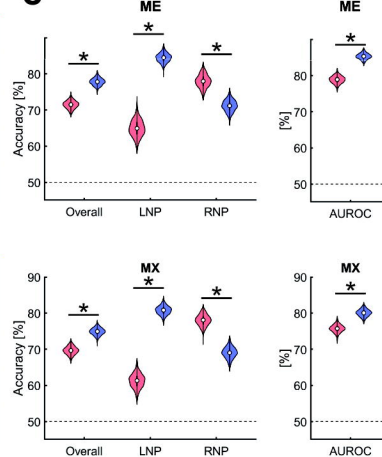 ME
ME
*
*
*
*
Accuracy [%]
80
70
60
50
[%]
80
70
60
50
Overall
LNP
RNP
AUROC
MX
MX
*
*
*
*
Accuracy [%]
90
80
70
60
50
[%]
90
80
70
60
50
Overall
LNP
RNP
AUROC